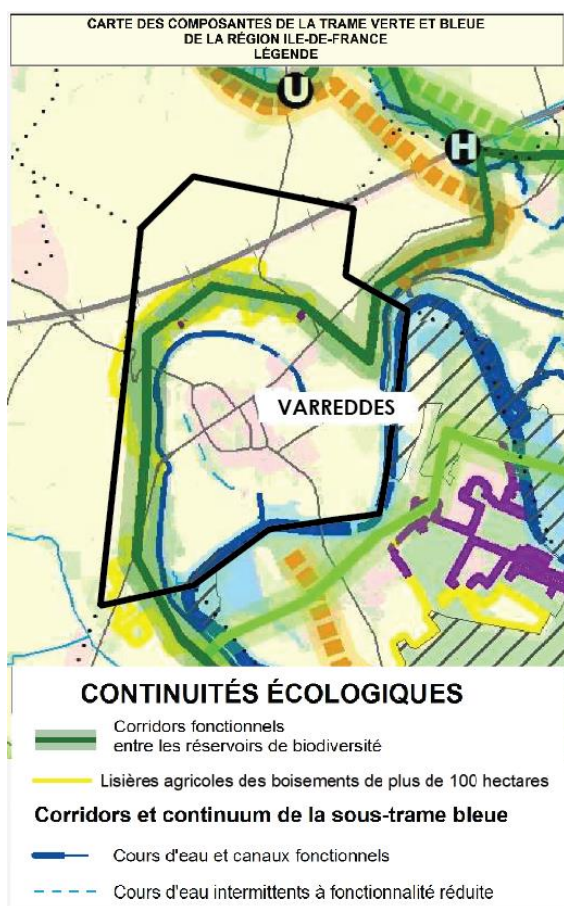 CARTE DES COMPOSANTES DE LA TRAME VERTE ET BLEUE
DE LA RÉGION ILE-DE-FRANCE
LÉGENDE
U
H
VARREDDES
CONTINUITÉS ÉCOLOGIQUES
Corridors fonctionnels
entre les réservoirs de biodiversité
Lisières agricoles des boisements de plus de 100 hectares
Corridors et continuum de la sous-trame bleue
Cours d'eau et canaux fonctionnels
Cours d'eau intermittents à fonctionnalité réduite